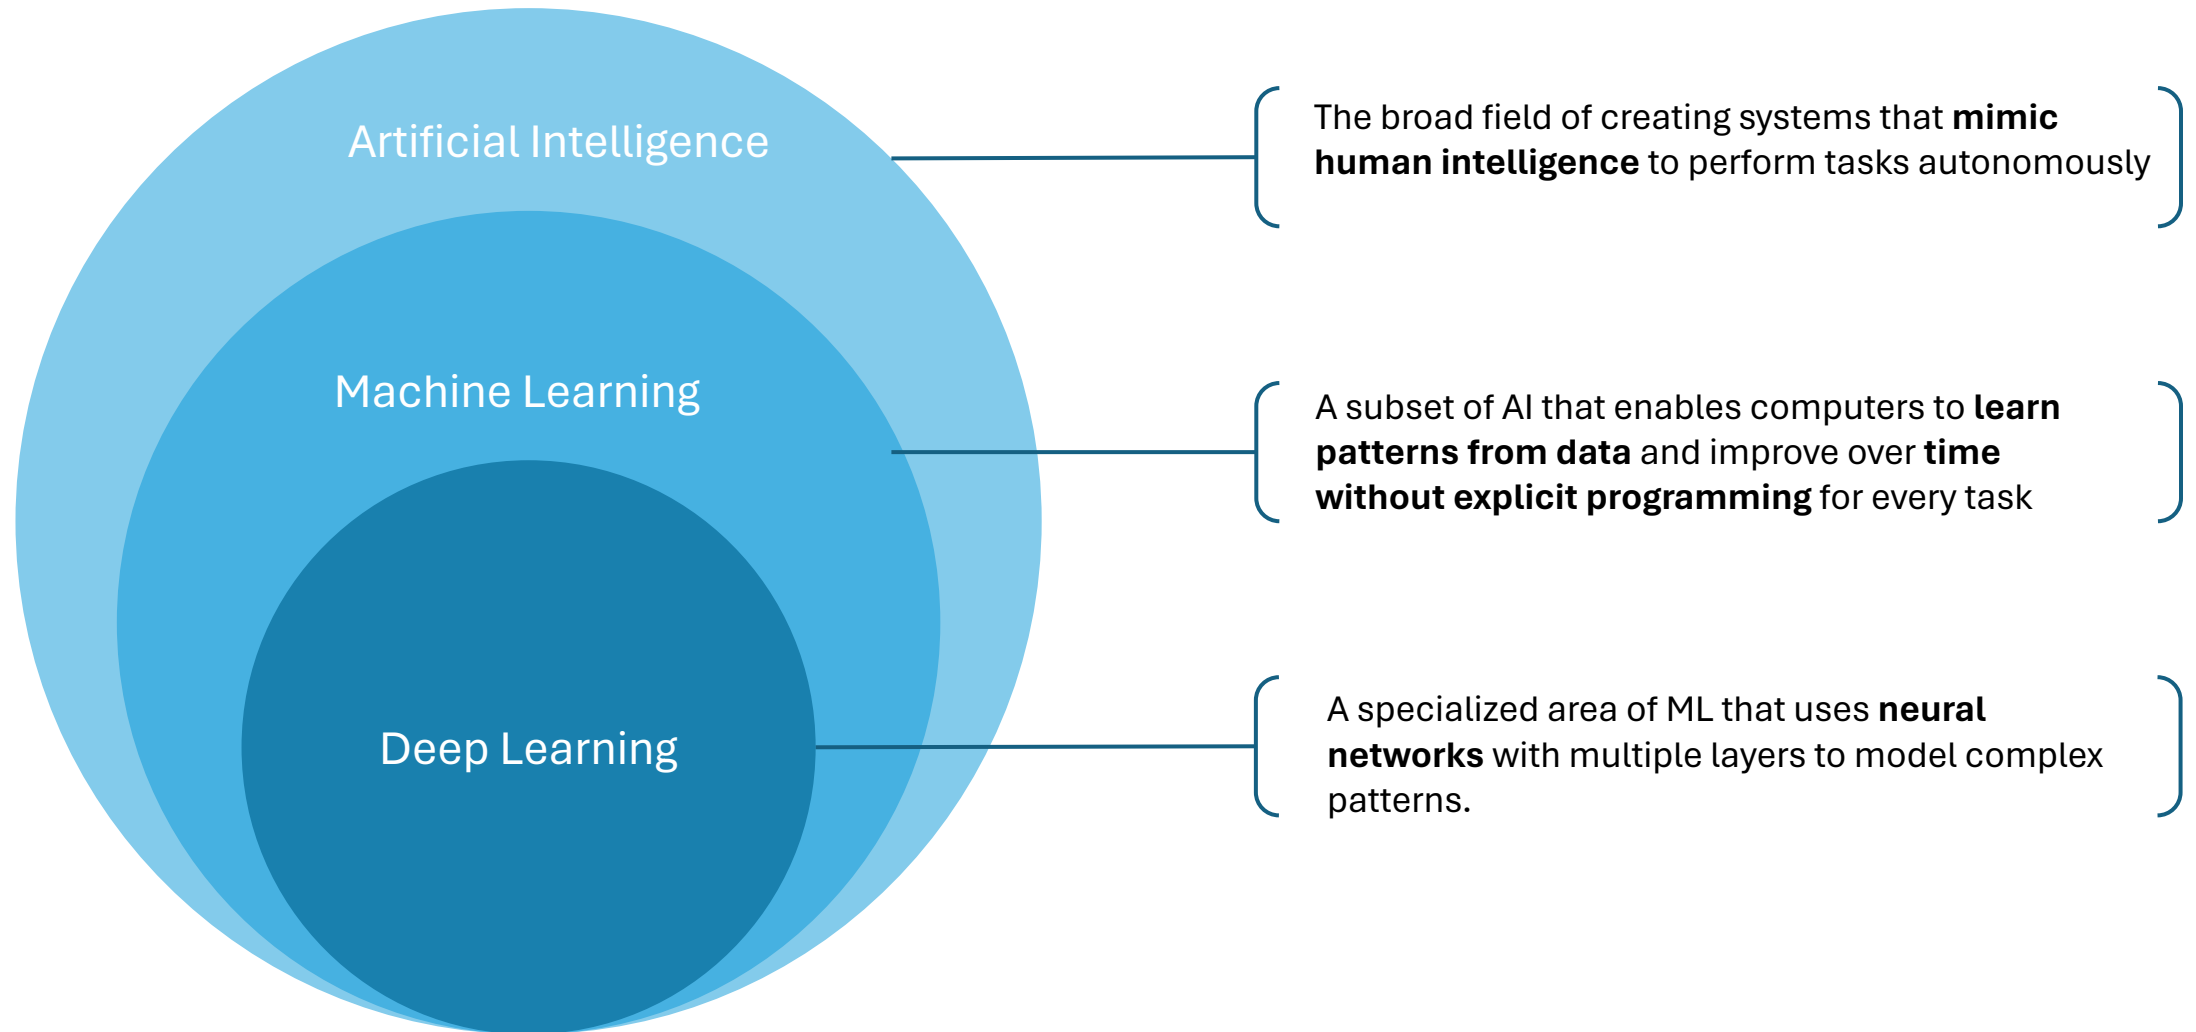 Artificial Intelligence
The broad field of creating systems that mimic
human intelligence to perform tasks autonomously
Machine Learning
A subset of AI that enables computers to learn
patterns from data and improve over time
without explicit programming for every task
Deep Learning
A specialized area of ML that uses neural
networks with multiple layers to model complex
patterns.